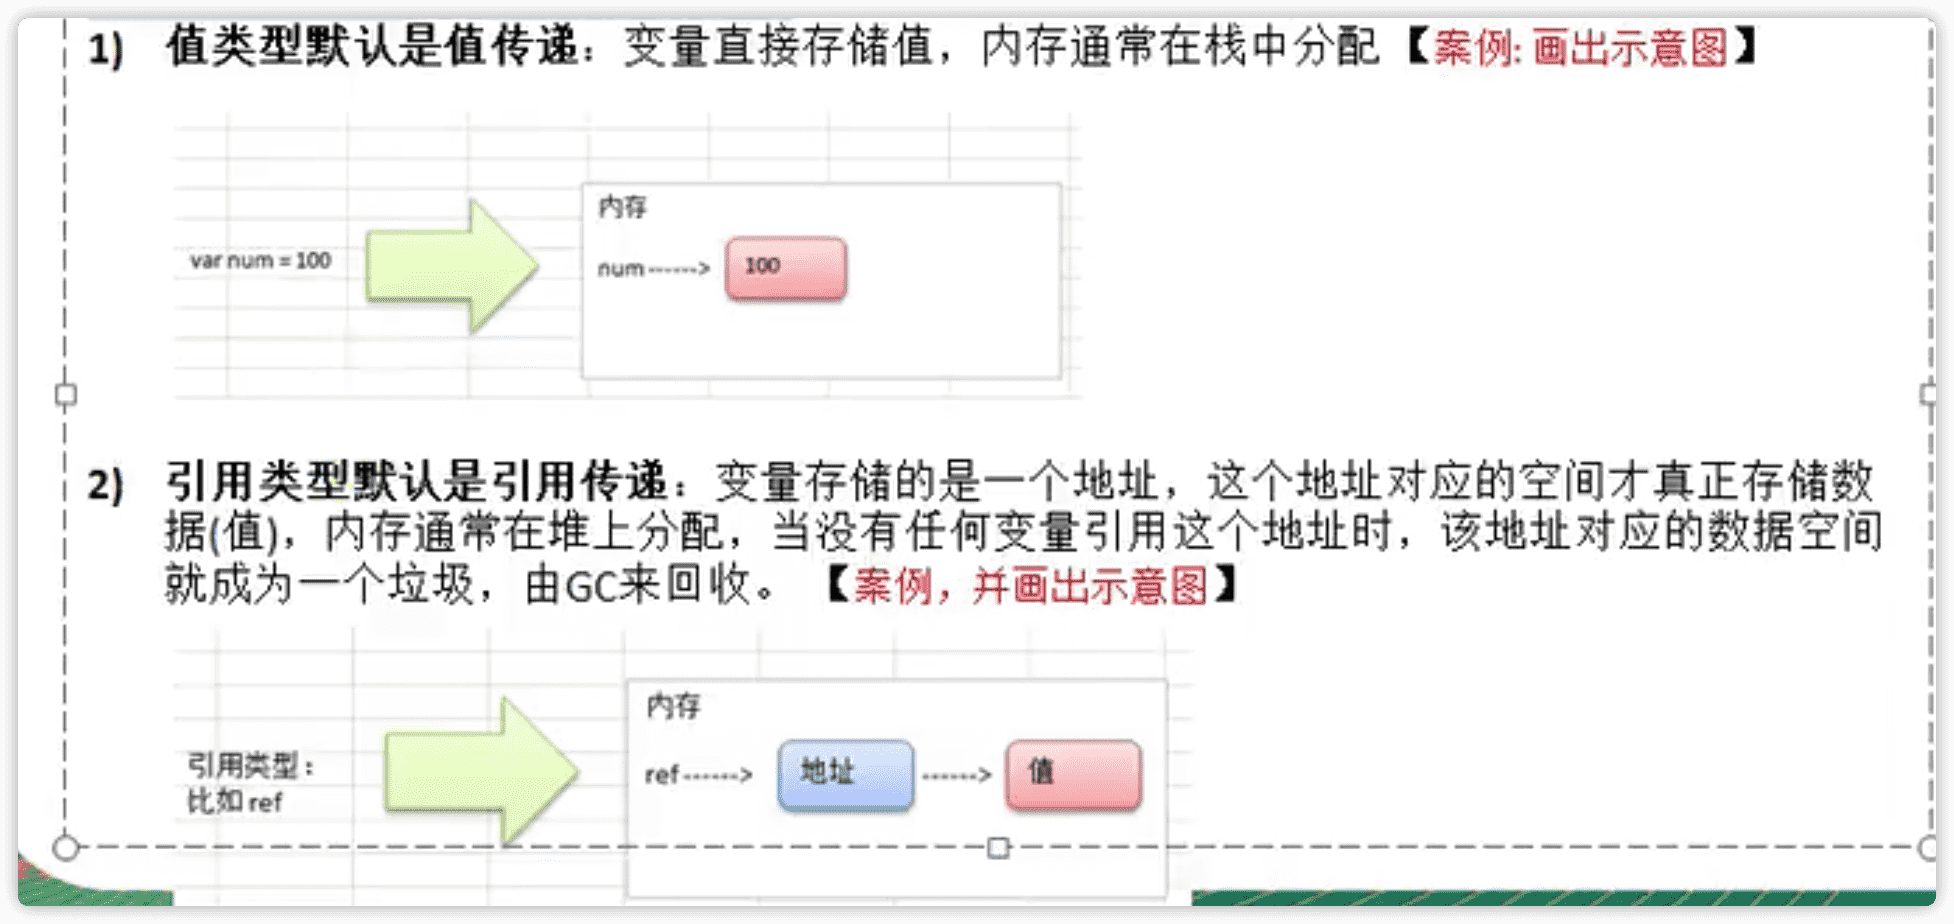 1) 值类型默认是值传递：变量直接存储值，内存通常在栈中分配【案例: 画出示意图】
内存
var num = 100
num------>
100
2) 引用类型默认是引用传递：变量存储的是一个地址，这个地址对应的空间才真正存储数
据(值)，内存通常在堆上分配，当没有任何变量引用这个地址时，该地址对应的数据空间
就成为一个垃圾，由GC来回收。 【案例，并画出示意图】
内存
引用类型：
比如 ref
ref------>
地址
------>
值